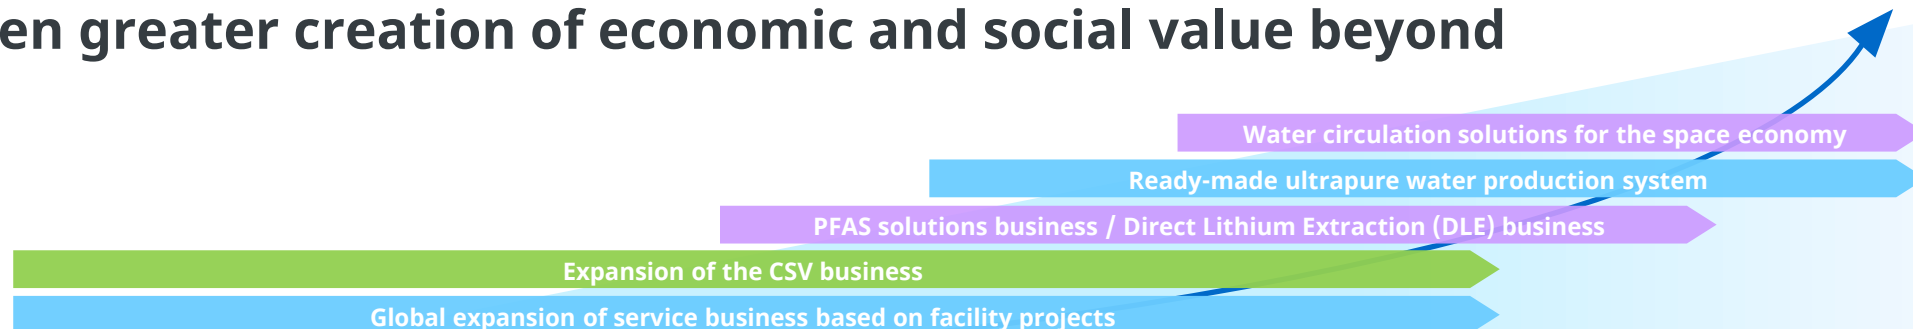 en greater creation of economic and social value beyond
Water circulation solutions for the space economy
Ready-made ultrapure water production system
PFAS solutions business / Direct Lithium Extraction (DLE) business
Expansion of the CSV business
Global expansion of service business based on facility projects